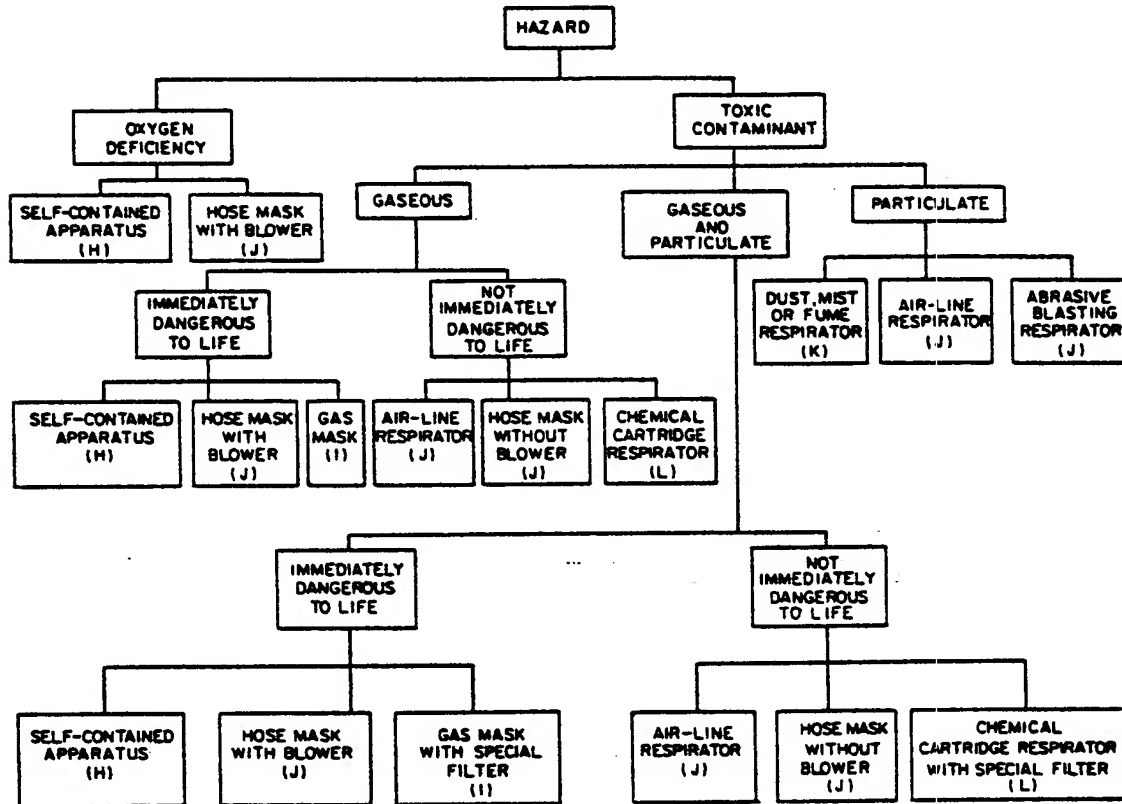 HAZARD
OXYGEN
DEFICIENCY
TOXIC
CONTAMINANT
SELF-CONTAINED
APPARATUS
(H)
HOSE MASK
WITH BLOWER
(J)
GASEOUS
GASEOUS
AND
PARTICULATE
PARTICULATE
IMMEDIATELY
DANGEROUS
TO LIFE
NOT
IMMEDIATELY
DANGEROUS
TO LIFE
DUST, MIST
OR FUME
RESPIRATOR
(K)
AIR-LINE
RESPIRATOR
(J)
ABRASIVE
BLASTING
RESPIRATOR
(J)
SELF-CONTAINED
APPARATUS
(H)
HOSE MASK
WITH
BLOWER
(J)
GAS
MASK
(I)
AIR-LINE
RESPIRATOR
(J)
HOSE MASK
WITHOUT
BLOWER
(J)
CHEMICAL
CARTRIDGE
RESPIRATOR
(L)
IMMEDIATELY
DANGEROUS
TO LIFE
NOT
IMMEDIATELY
DANGEROUS
TO LIFE
SELF-CONTAINED
APPARATUS
(H)
HOSE MASK
WITH BLOWER
(J)
GAS MASK
WITH SPECIAL
FILTER
(I)
AIR-LINE
RESPIRATOR
(J)
HOSE MASK
WITHOUT
BLOWER
(J)
CHEMICAL
CARTRIDGE RESPIRATOR
WITH SPECIAL FILTER
(L)